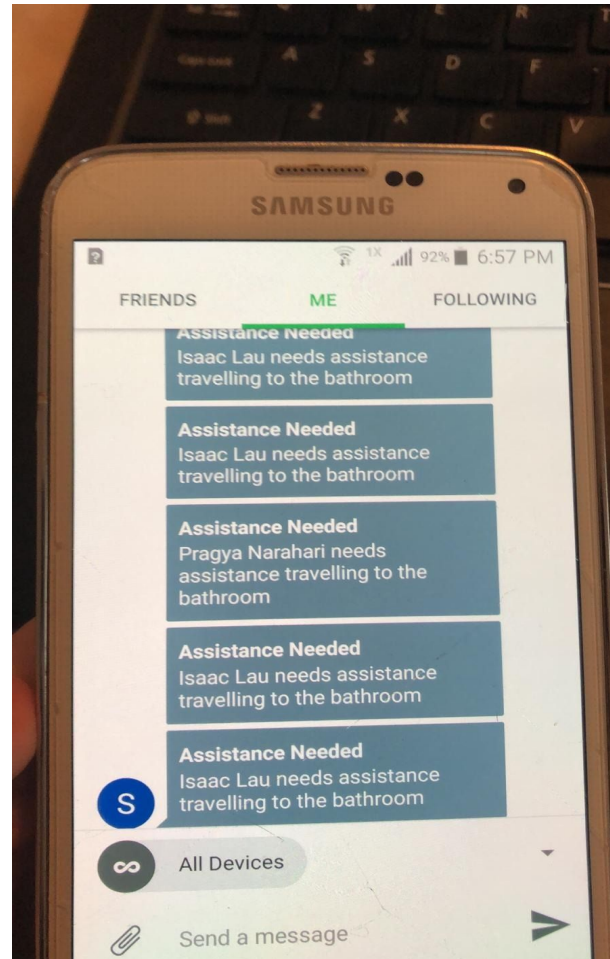 W E R T
Caps Lock A S D F
Shift Z X C V
SAMSUNG
1X 92% 6:57 PM
FRIENDS ME FOLLOWING
Assistance Needed
Isaac Lau needs assistance
travelling to the bathroom
Assistance Needed
Isaac Lau needs assistance
travelling to the bathroom
Assistance Needed
Pragya Narahari needs
assistance travelling to the
bathroom
Assistance Needed
Isaac Lau needs assistance
travelling to the bathroom
Assistance Needed
Isaac Lau needs assistance
travelling to the bathroom
S
All Devices
Send a message